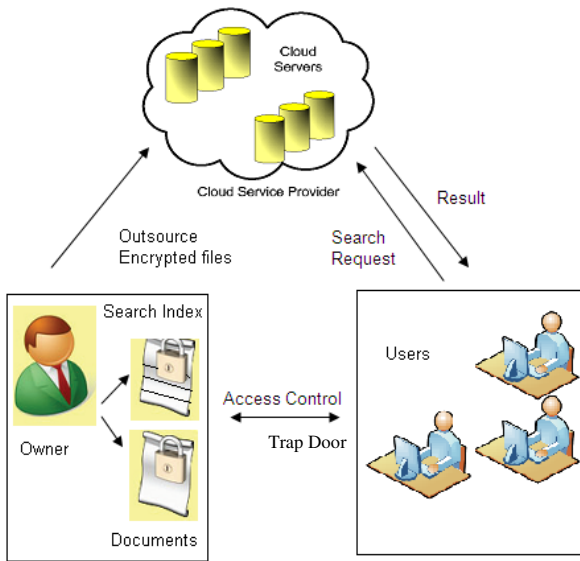 Cloud
Servers
Cloud Service Provider
Result
Outsource
Encrypted files
Search
Request
Search Index
Users
Access Control
Trap Door
Owner
Documents